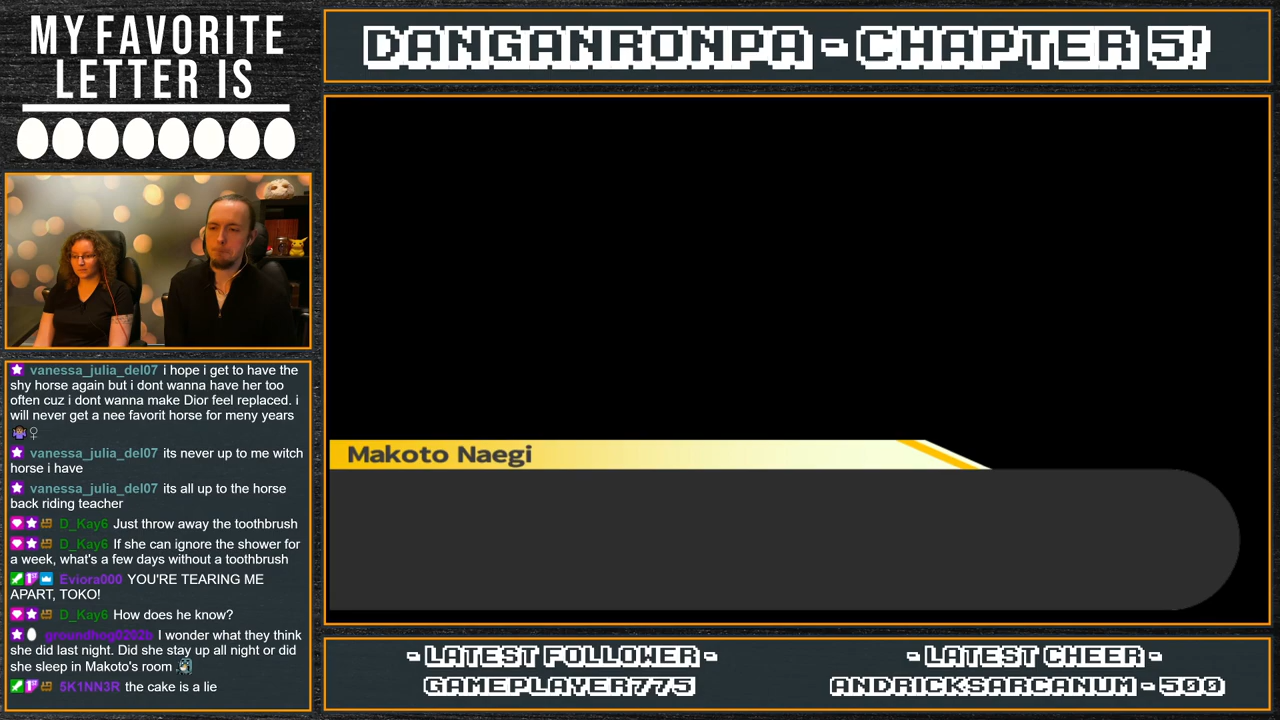 MY FAVORITE
LETTER IS
DANGANRONPA - CHAPTER 5!
vanessa_julia_del07 i hope i get to have the
shy horse again but i dont wanna have her too
often cuz i dont wanna make Dior feel replaced. i
will never get a nee favorit horse for meny years
vanessa_julia_del07 its never up to me witch
horse i have
vanessa_julia_del07 its all up to the horse
back riding teacher
D_Kay6 Just throw away the toothbrush
D_Kay6 If she can ignore the shower for
a week, what's a few days without a toothbrush
Eviora000 YOU'RE TEARING ME
APART, TOKO!
D_Kay6 How does he know?
groundhog0202b I wonder what they think
she did last night. Did she stay up all night or did
she sleep in Makoto's room
5K1NN3R the cake is a lie
Makoto Naegi
- LATEST FOLLOWER -
GAMEPLAYER775
- LATEST CHEER -
ANDRICKSARCANUM - 500